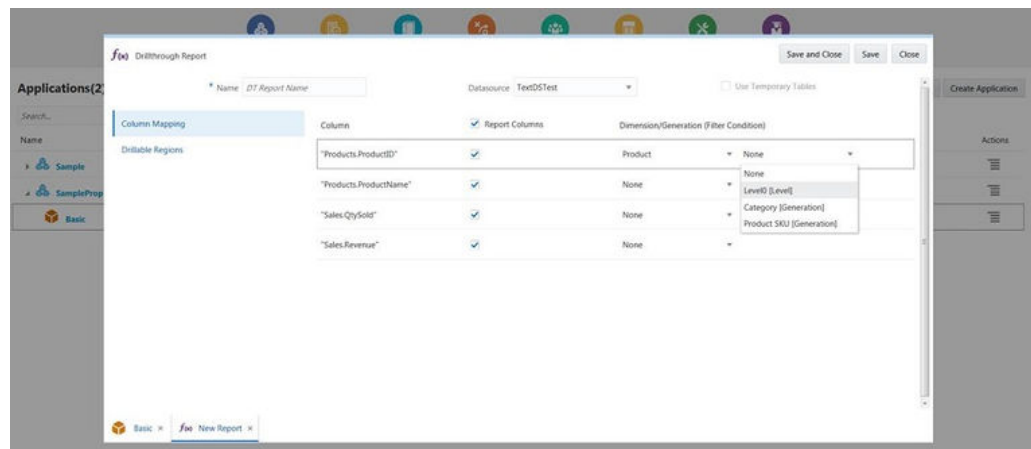 f(x) Drillthrough Report
Save and Close Save Close
Applications(2)
* Name DT Report Name
Datasource TextDSTest
Use Temporary Tables
Create Application
Search...
Column Mapping
Column
Report Columns
Dimension/Generation (Filter Condition)
Name
Actions
Drillable Regions
"Products.ProductID"
Product
None
Sample
None
"Products.ProductName"
None
Level0 [Level]
SampleProp
Category [Generation]
Basic
"Sales.QtySold"
None
Product SKU [Generation]
"Sales.Revenue"
None
Basic ×
f(x) New Report ×